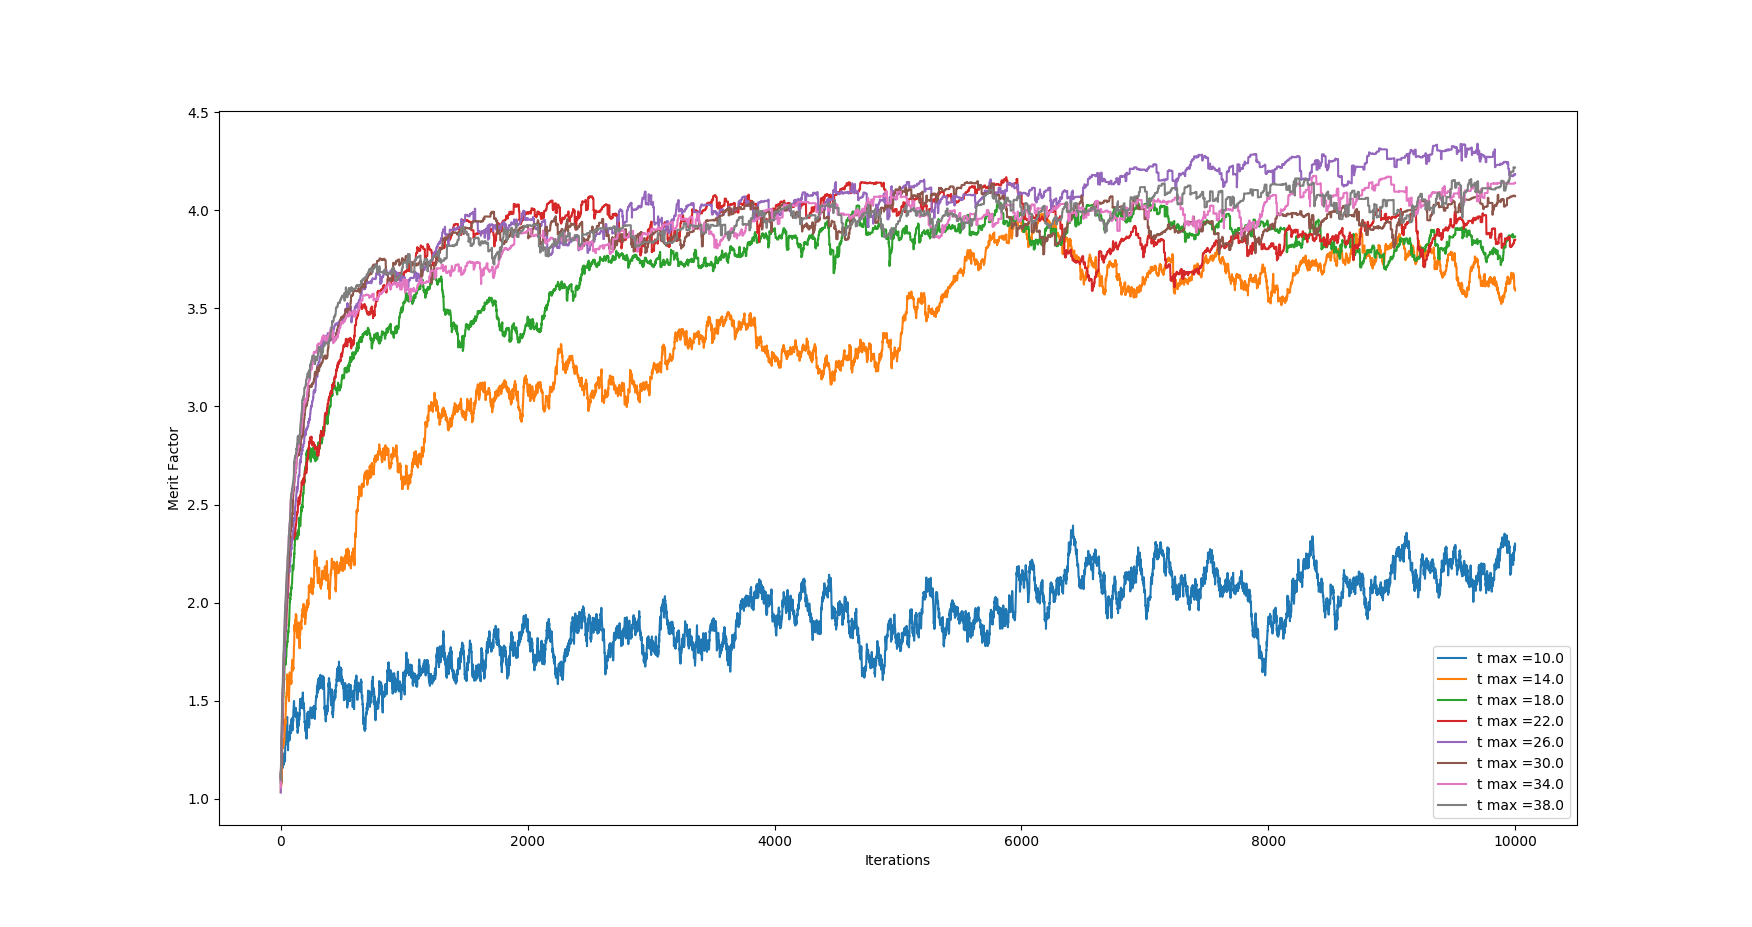 4.5
4.0
3.5
3.0
2.5
2.0
1.5
1.0
Merit Factor
0 2000 4000 6000 8000 10000
Iterations
t max =10.0
t max =14.0
t max =18.0
t max =22.0
t max =26.0
t max =30.0
t max =34.0
t max =38.0